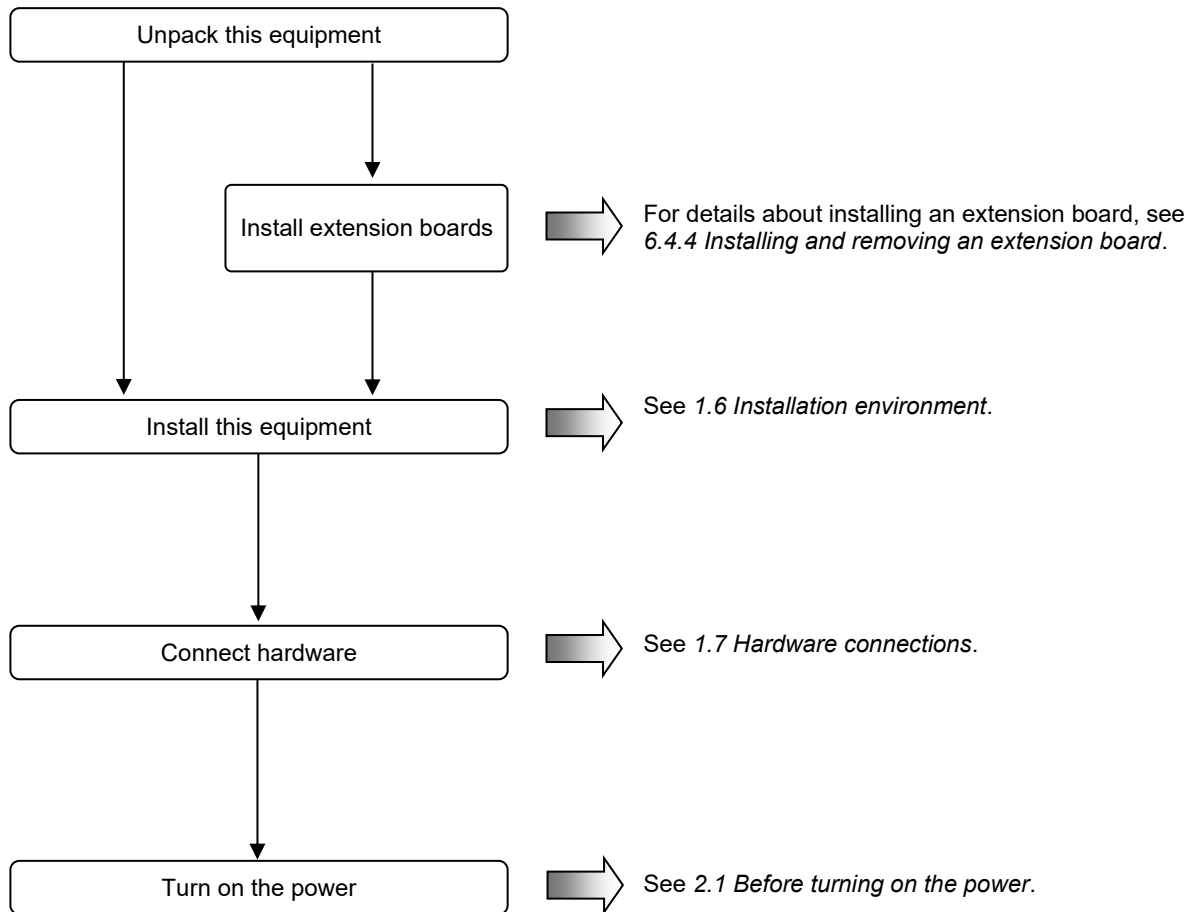 Unpack this equipment
Install extension boards
For details about installing an extension board, see
6.4.4 Installing and removing an extension board.
Install this equipment
See 1.6 Installation environment.
Connect hardware
See 1.7 Hardware connections.
Turn on the power
See 2.1 Before turning on the power.